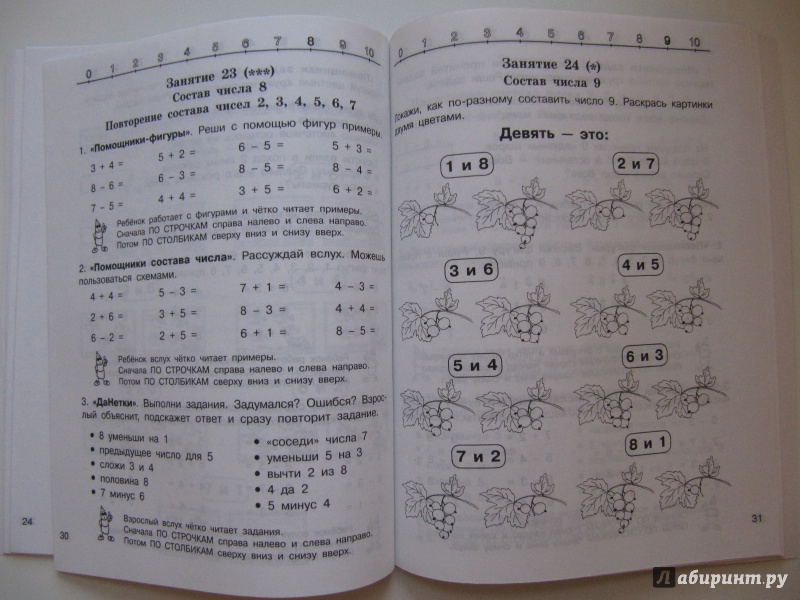 0 1 2 3 4 5 6 7 8 9 10
Занятие 23 (***)
Состав числа 8
Повторение состава чисел 2, 3, 4, 5, 6, 7
1. «Помощники-фигуры». Реши с помощью фигур примеры.
3 + 4 = 5 + 2 = 6 – 5 = 5 + 3 =
8 – 6 = 6 – 3 = 8 – 5 = 8 – 4 =
7 – 5 = 4 + 4 = 3 + 5 = 6 + 2 =
Ребёнок работает с фигурами и чётко читает примеры.
Сначала ПО СТРОЧКАМ справа налево и слева направо.
Потом ПО СТОЛБИКАМ сверху вниз и снизу вверх.
2. «Помощники состава числа». Рассуждай вслух. Можешь
пользоваться схемами.
4 + 4 = 5 – 3 = 7 + 1 = 4 – 3 =
2 + 6 = 3 + 5 = 8 – 3 = 4 + 4 =
6 – 2 = 2 + 5 = 6 + 1 = 8 – 5 =
Ребёнок вслух чётко читает примеры.
Сначала ПО СТРОЧКАМ справа налево и слева направо.
Потом ПО СТОЛБИКАМ сверху вниз и снизу вверх.
3. «ДаНетки». Выполни задания. Задумался? Ошибся? Взрос-
лый объяснит, подскажет ответ и сразу повторит задание.
• 8 уменьши на 1
• предыдущее число для 5
• сложи 3 и 4
• половина 8
• 7 минус 6
• «соседи» числа 7
• уменьши 5 на 3
• вычти 2 из 8
• 4 да 2
• 5 минус 4
Взрослый вслух чётко читает задания.
Сначала ПО СТРОЧКАМ справа налево и слева направо.
Потом ПО СТОЛБИКАМ сверху вниз и снизу вверх.
24
30
0 1 2 3 4 5 6 7 8 9 10
Занятие 24 (*)
Состав числа 9
Покажи, как по-разному составить число 9. Раскрась картинки
двумя цветами.
Девять — это:
1 и 8 2 и 7
3 и 6 4 и 5
5 и 4 6 и 3
7 и 2 8 и 1
31
Лабиринт.ру